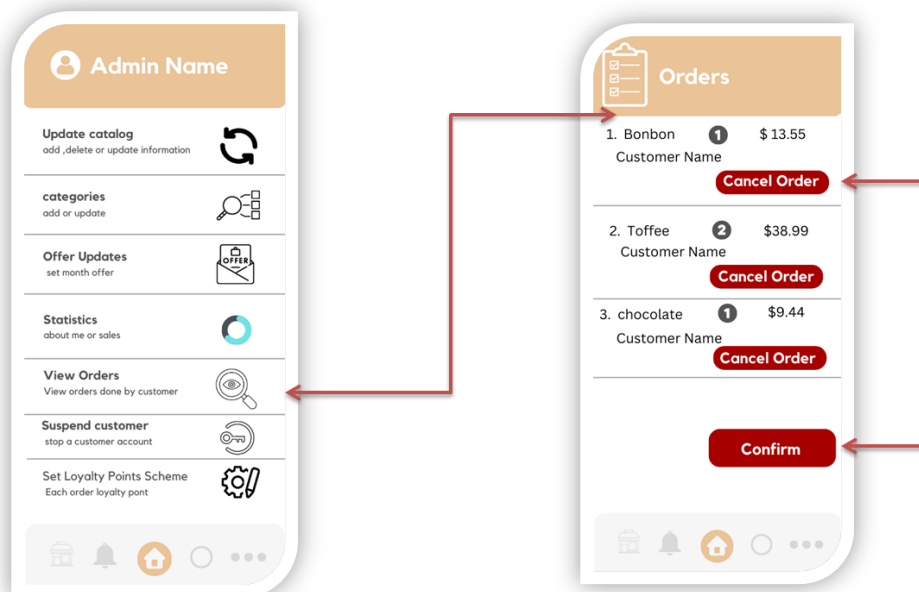 Admin Name
Update catalog
add ,delete or update information
categories
add or update
Offer Updates
set month offer
OFFER
Statistics
about me or sales
View Orders
View orders done by customer
Suspend customer
stop a customer account
Set Loyalty Points Scheme
Each order loyalty pont
Orders
1. Bonbon 1 $ 13.55
Customer Name
Cancel Order
2. Toffee 2 $38.99
Customer Name
Cancel Order
3. chocolate 1 $9.44
Customer Name
Cancel Order
Confirm